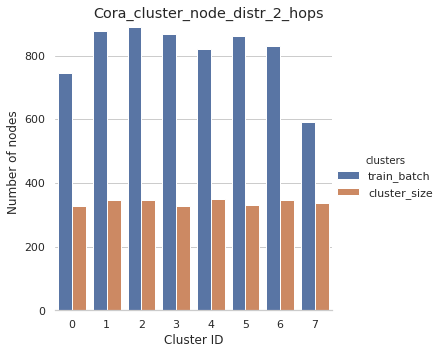 Cora_cluster_node_distr_2_hops
Number of nodes
800
600
400
200
0
0 1 2 3 4 5 6 7
Cluster ID
clusters
train_batch
cluster_size